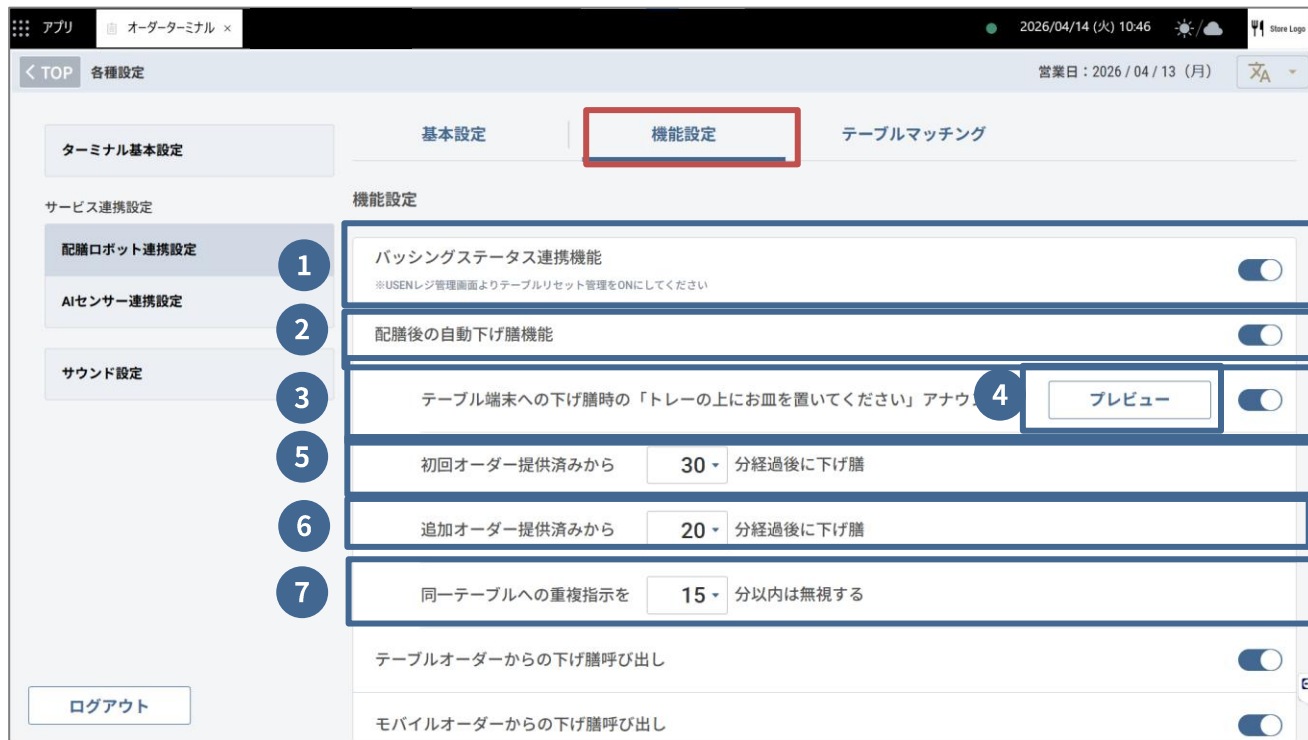 アプリ
オーダーターミナル ×
2026/04/14 (火) 10:46
Store Logo
< TOP 各種設定
営業日：2026 / 04 / 13（月）
基本設定
機能設定
テーブルマッチング
ターミナル基本設定
サービス連携設定
配膳ロボット連携設定
AIセンサー連携設定
サウンド設定
ログアウト
機能設定
1
バッシングステータス連携機能
※USENレジ管理画面よりテーブルリセット管理をONにしてください
2
配膳後の自動下げ膳機能
3
テーブル端末への下げ膳時の「トレーの上にお皿を置いてください」アナウ
4
プレビュー
5
初回オーダー提供済みから 30 分経過後に下げ膳
6
追加オーダー提供済みから 20 分経過後に下げ膳
7
同一テーブルへの重複指示を 15 分以内は無視する
テーブルオーダーからの下げ膳呼び出し
モバイルオーダーからの下げ膳呼び出し